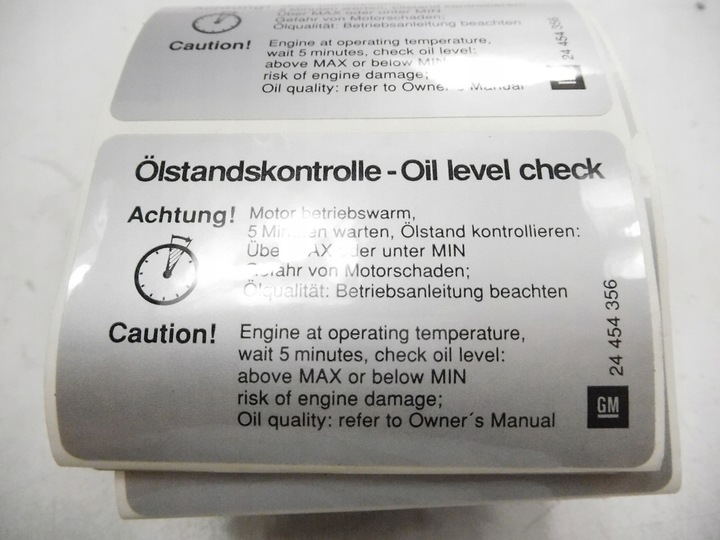 Über MAX oder unter MIN
Gefahr von Motorschaden;
Ölqualität: Betriebsanleitung beachten
Caution!
Engine at operating temperature,
wait 5 minutes, check oil level:
above MAX or below MIN
risk of engine damage;
Oil quality: refer to Owner´s Manual
24 454 356
Ölstandskontrolle - Oil level check
Achtung!
Motor betriebswarm,
5 Minuten warten, Ölstand kontrollieren:
Über MAX oder unter MIN
Gefahr von Motorschaden;
Ölqualität: Betriebsanleitung beachten
Caution!
Engine at operating temperature,
wait 5 minutes, check oil level:
above MAX or below MIN
risk of engine damage;
Oil quality: refer to Owner´s Manual
24 454 356
GM